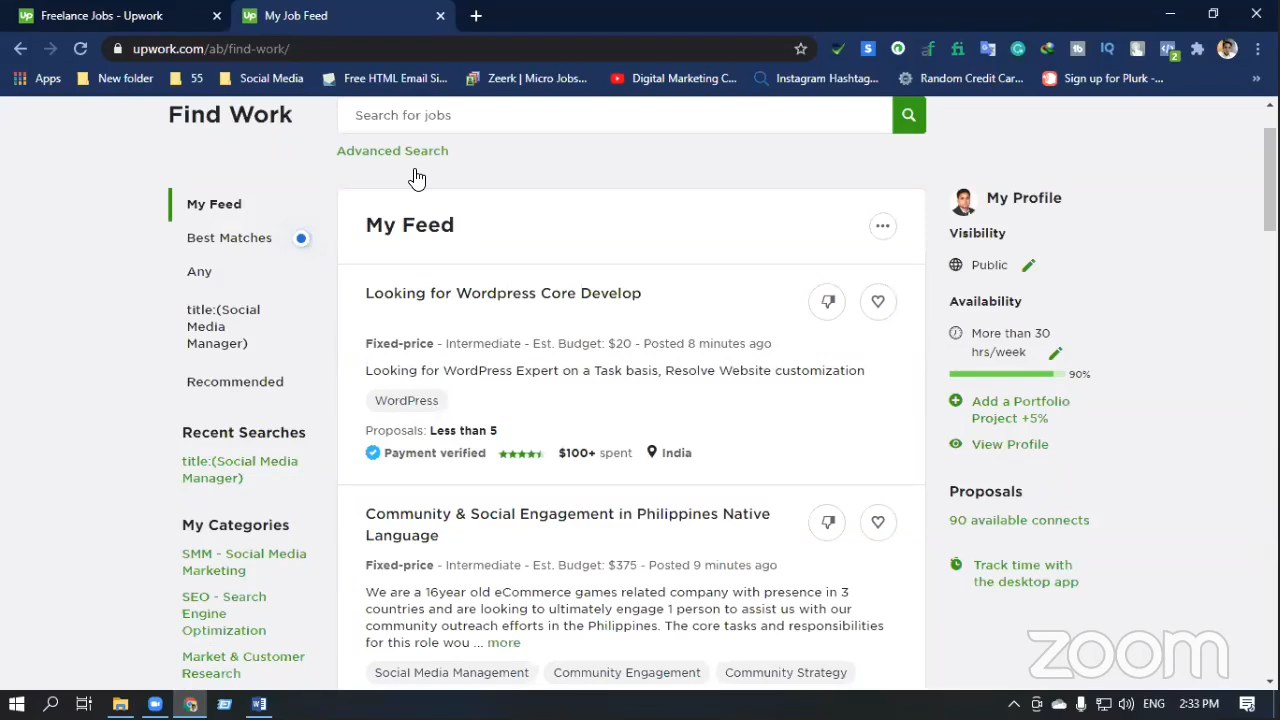 Freelance Jobs - Upwork
My Job Feed
upwork.com/ab/find-work/
Apps
New folder
55
Social Media
Free HTML Email Si...
Zeerk | Micro Jobs...
Digital Marketing C...
Instagram Hashtag...
Random Credit Car...
Sign up for Plurk -...
Find Work
Search for jobs
Advanced Search
My Feed
Best Matches
Any
title:(Social
Media
Manager)
Recommended
Recent Searches
title:(Social Media
Manager)
My Categories
SMM - Social Media
Marketing
SEO - Search
Engine
Optimization
Market & Customer
Research
My Feed
Looking for Wordpress Core Develop
Fixed-price - Intermediate - Est. Budget: $20 - Posted 8 minutes ago
Looking for WordPress Expert on a Task basis, Resolve Website customization
WordPress
Proposals: Less than 5
Payment verified
$100+ spent
India
Community & Social Engagement in Philippines Native
Language
Fixed-price - Intermediate - Est. Budget: $375 - Posted 9 minutes ago
We are a 16year old eCommerce games related company with presence in 3
countries and are looking to ultimately engage 1 person to assist us with our
community outreach efforts in the Philippines. The core tasks and responsibilities
for this role wou ... more
Social Media Management
Community Engagement
Community Strategy
My Profile
Visibility
Public
Availability
More than 30
hrs/week
90%
Add a Portfolio
Project +5%
View Profile
Proposals
90 available connects
Track time with
the desktop app
zoom
ENG
2:33 PM